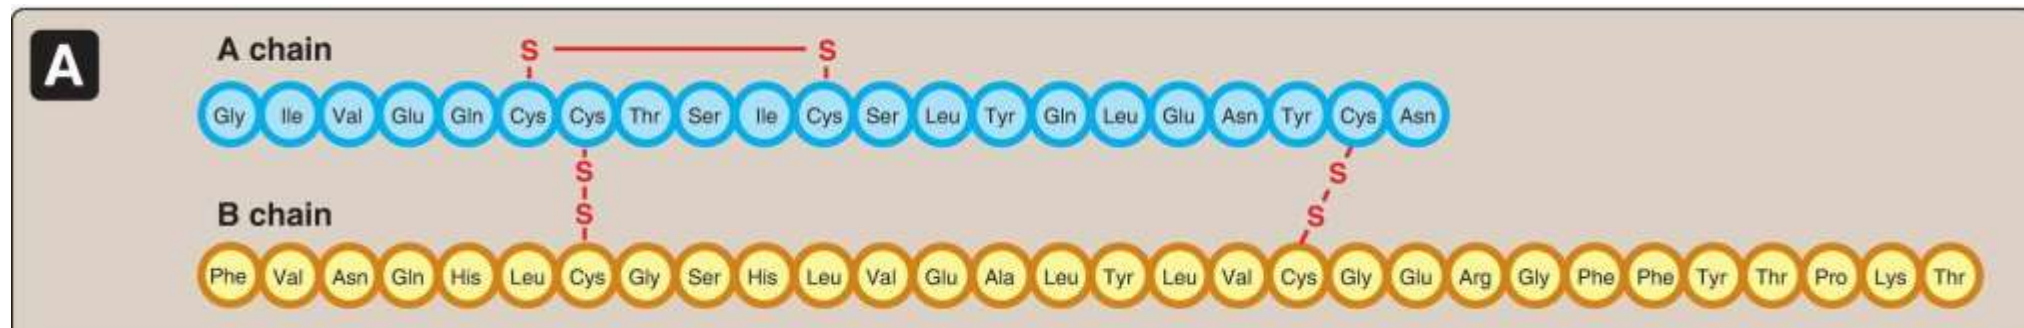 A
A chain
S S
Gly Ile Val Glu Gln Cys Cys Thr Ser Ile Cys Ser Leu Tyr Gln Leu Glu Asn Tyr Cys Asn
S S
S S
B chain
Phe Val Asn Gln His Leu Cys Gly Ser His Leu Val Glu Ala Leu Tyr Leu Val Cys Gly Glu Arg Gly Phe Phe Tyr Thr Pro Lys Thr